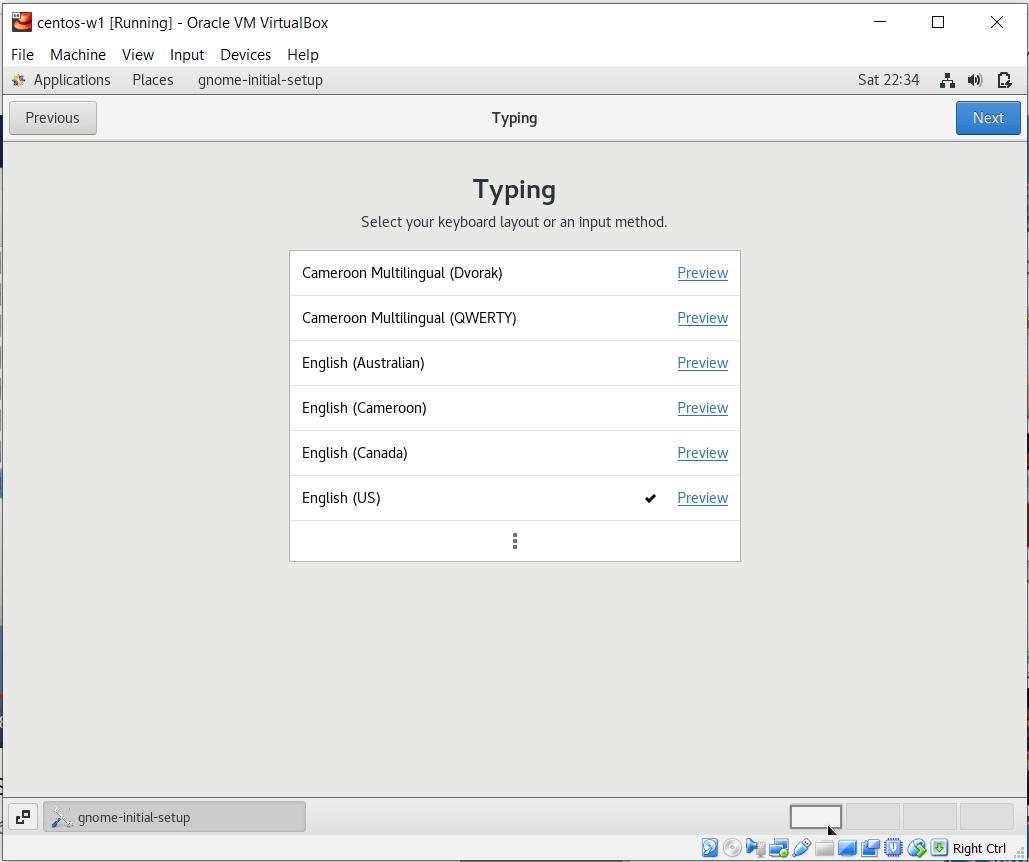 centos-w1 [Running] - Oracle VM VirtualBox
File Machine View Input Devices Help
Applications Places gnome-initial-setup Sat 22:34
Previous Typing Next
Typing
Select your keyboard layout or an input method.
Cameroon Multilingual (Dvorak) Preview
Cameroon Multilingual (QWERTY) Preview
English (Australian) Preview
English (Cameroon) Preview
English (Canada) Preview
English (US) Preview
gnome-initial-setup
Right Ctrl